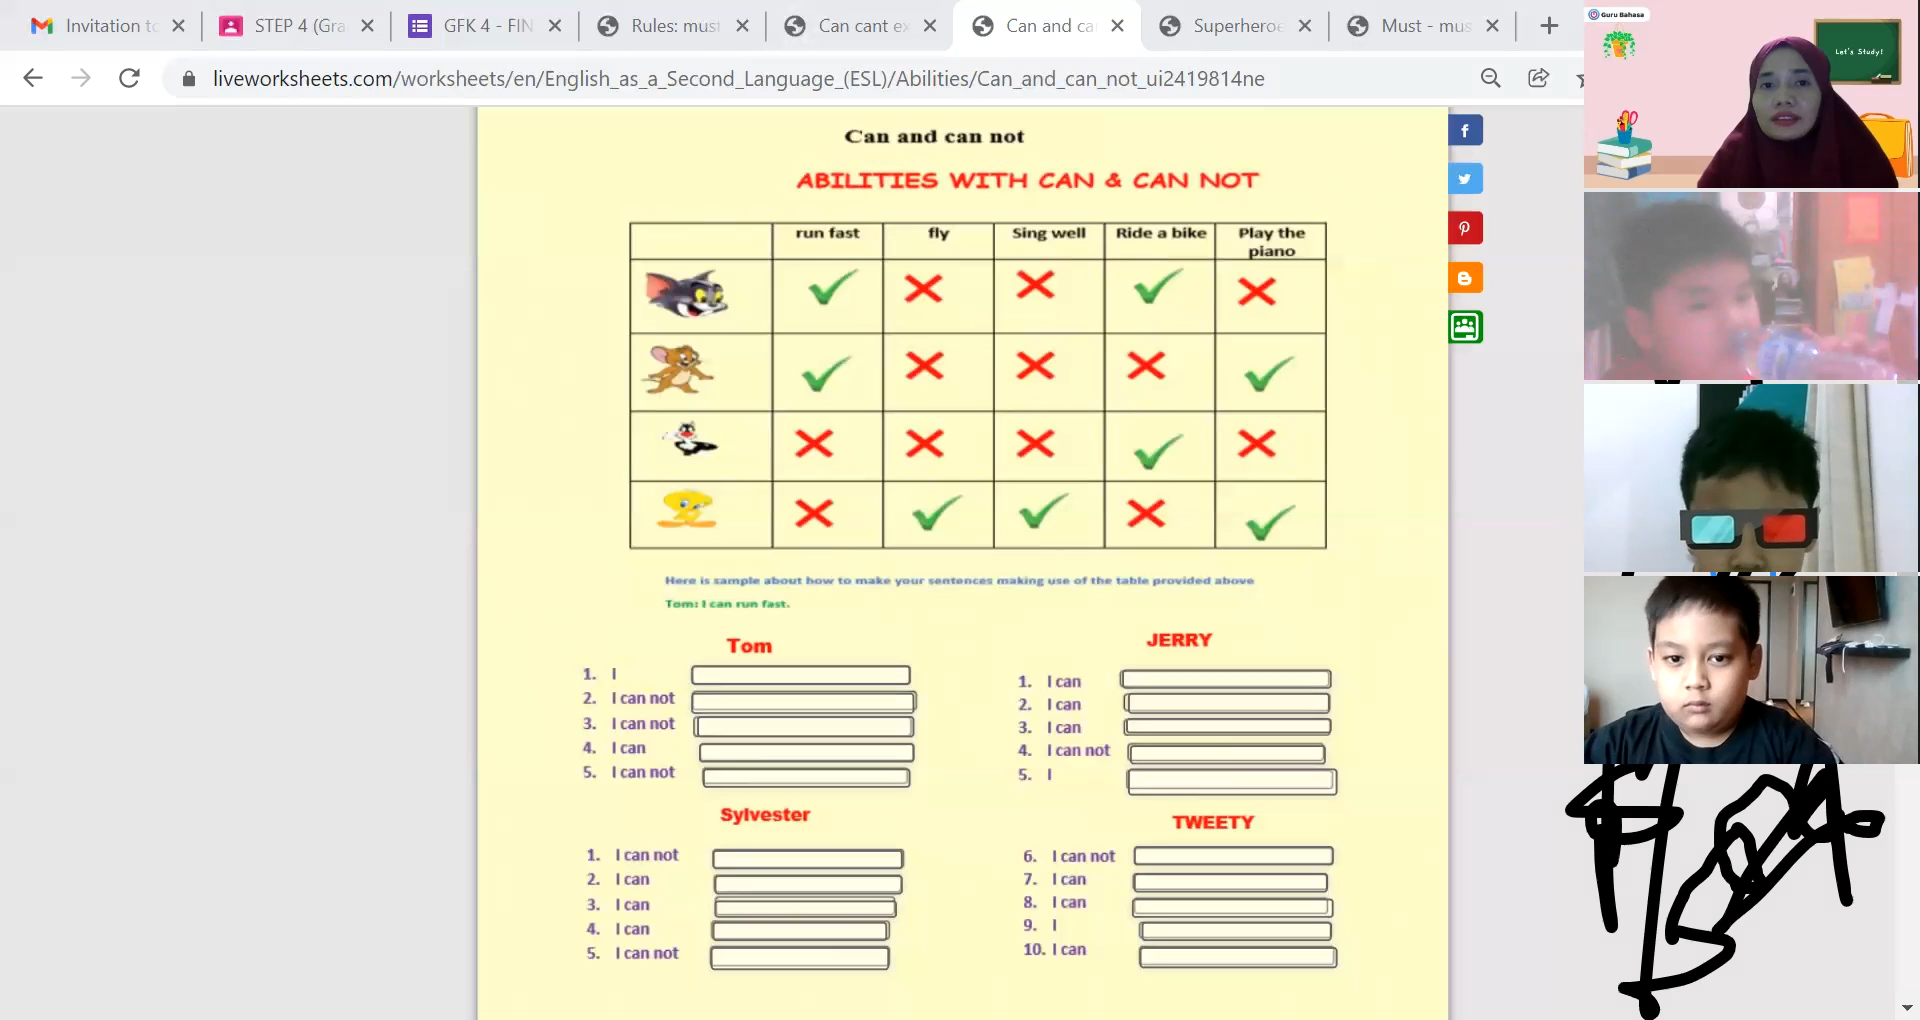 Invitation to
STEP 4 (Gra
GFK 4 - FIN
Rules: must
Can cant ex
Can and ca
Superheroe
Must - mus
liveworksheets.com/worksheets/en/English_as_a_Second_Language_(ESL)/Abilities/Can_and_can_not_ui2419814ne
Guru Bahasa
Let's Study!
Can and can not
ABILITIES WITH CAN & CAN NOT
run fast fly Sing well Ride a bike Play the piano
Here is sample about how to make your sentences making use of the table provided above
Tom: I can run fast.
Tom
1. I
2. I can not
3. I can not
4. I can
5. I can not
JERRY
1. I can
2. I can
3. I can
4. I can not
5. I
Sylvester
1. I can not
2. I can
3. I can
4. I can
5. I can not
TWEETY
6. I can not
7. I can
8. I can
9. I
10. I can